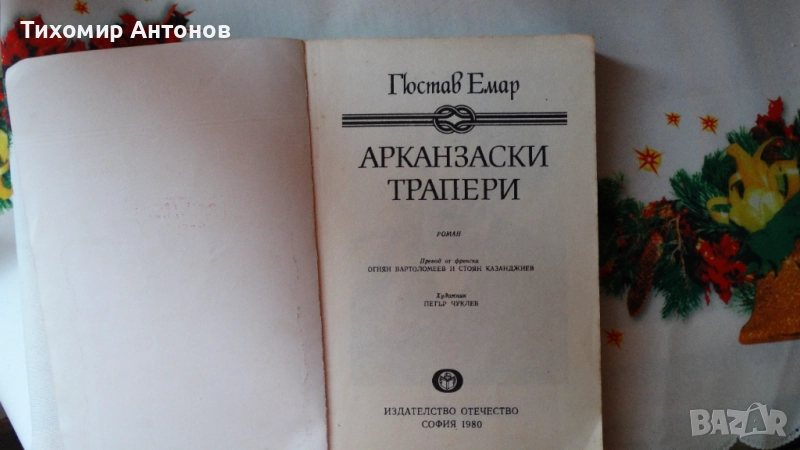 Тихомир Антонов
Гюстав Емар
АРКАНЗАСКИ
ТРАПЕРИ
РОМАН
Превод от френски
ОГНЯН ВАРТОЛОМЕЕВ И СТОЯН КАЗАНДЖИЕВ
Художник
ПЕТЪР ЧУКЛЕВ
ИЗДАТЕЛСТВО ОТЕЧЕСТВО
СОФИЯ 1980
BAZAR